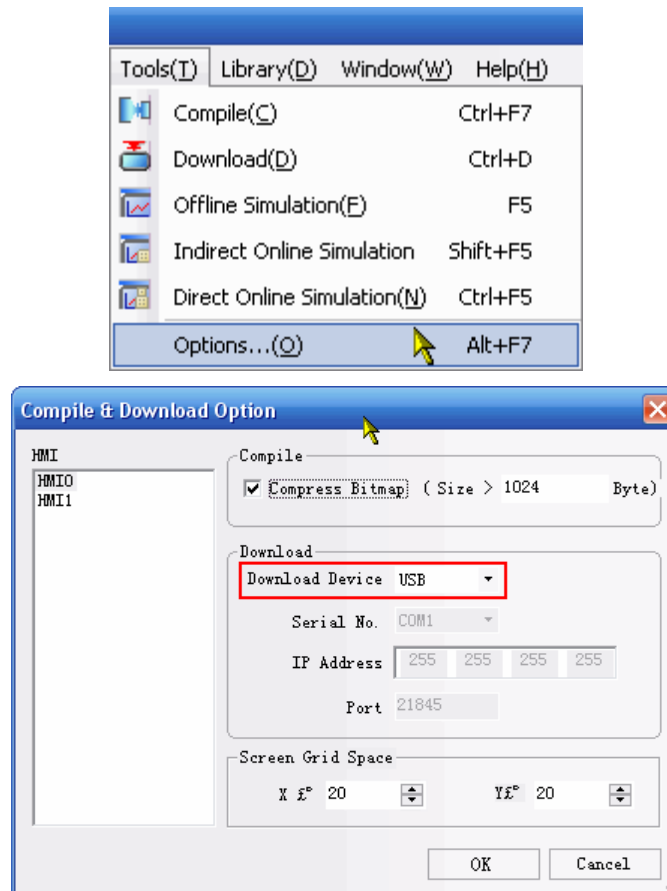 Tools(T) Library(D) Window(W) Help(H)
Compile(C) Ctrl+F7
Download(D) Ctrl+D
Offline Simulation(F) F5
Indirect Online Simulation Shift+F5
Direct Online Simulation(N) Ctrl+F5
Options...(O) Alt+F7
Compile & Download Option
HMI
HMI0
HMI1
Compile
Compress Bitmap ( Size > 1024 Byte)
Download
Download Device USB
Serial No. COM1
IP Address 255 255 255 255
Port 21845
Screen Grid Space
X £º 20 Y£º 20
OK Cancel